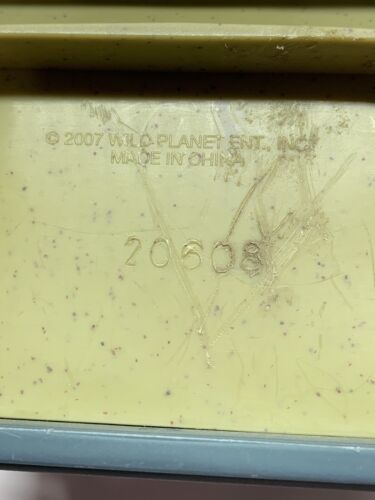 © 2007 WILD PLANET ENT., INC.
MADE IN CHINA
20608